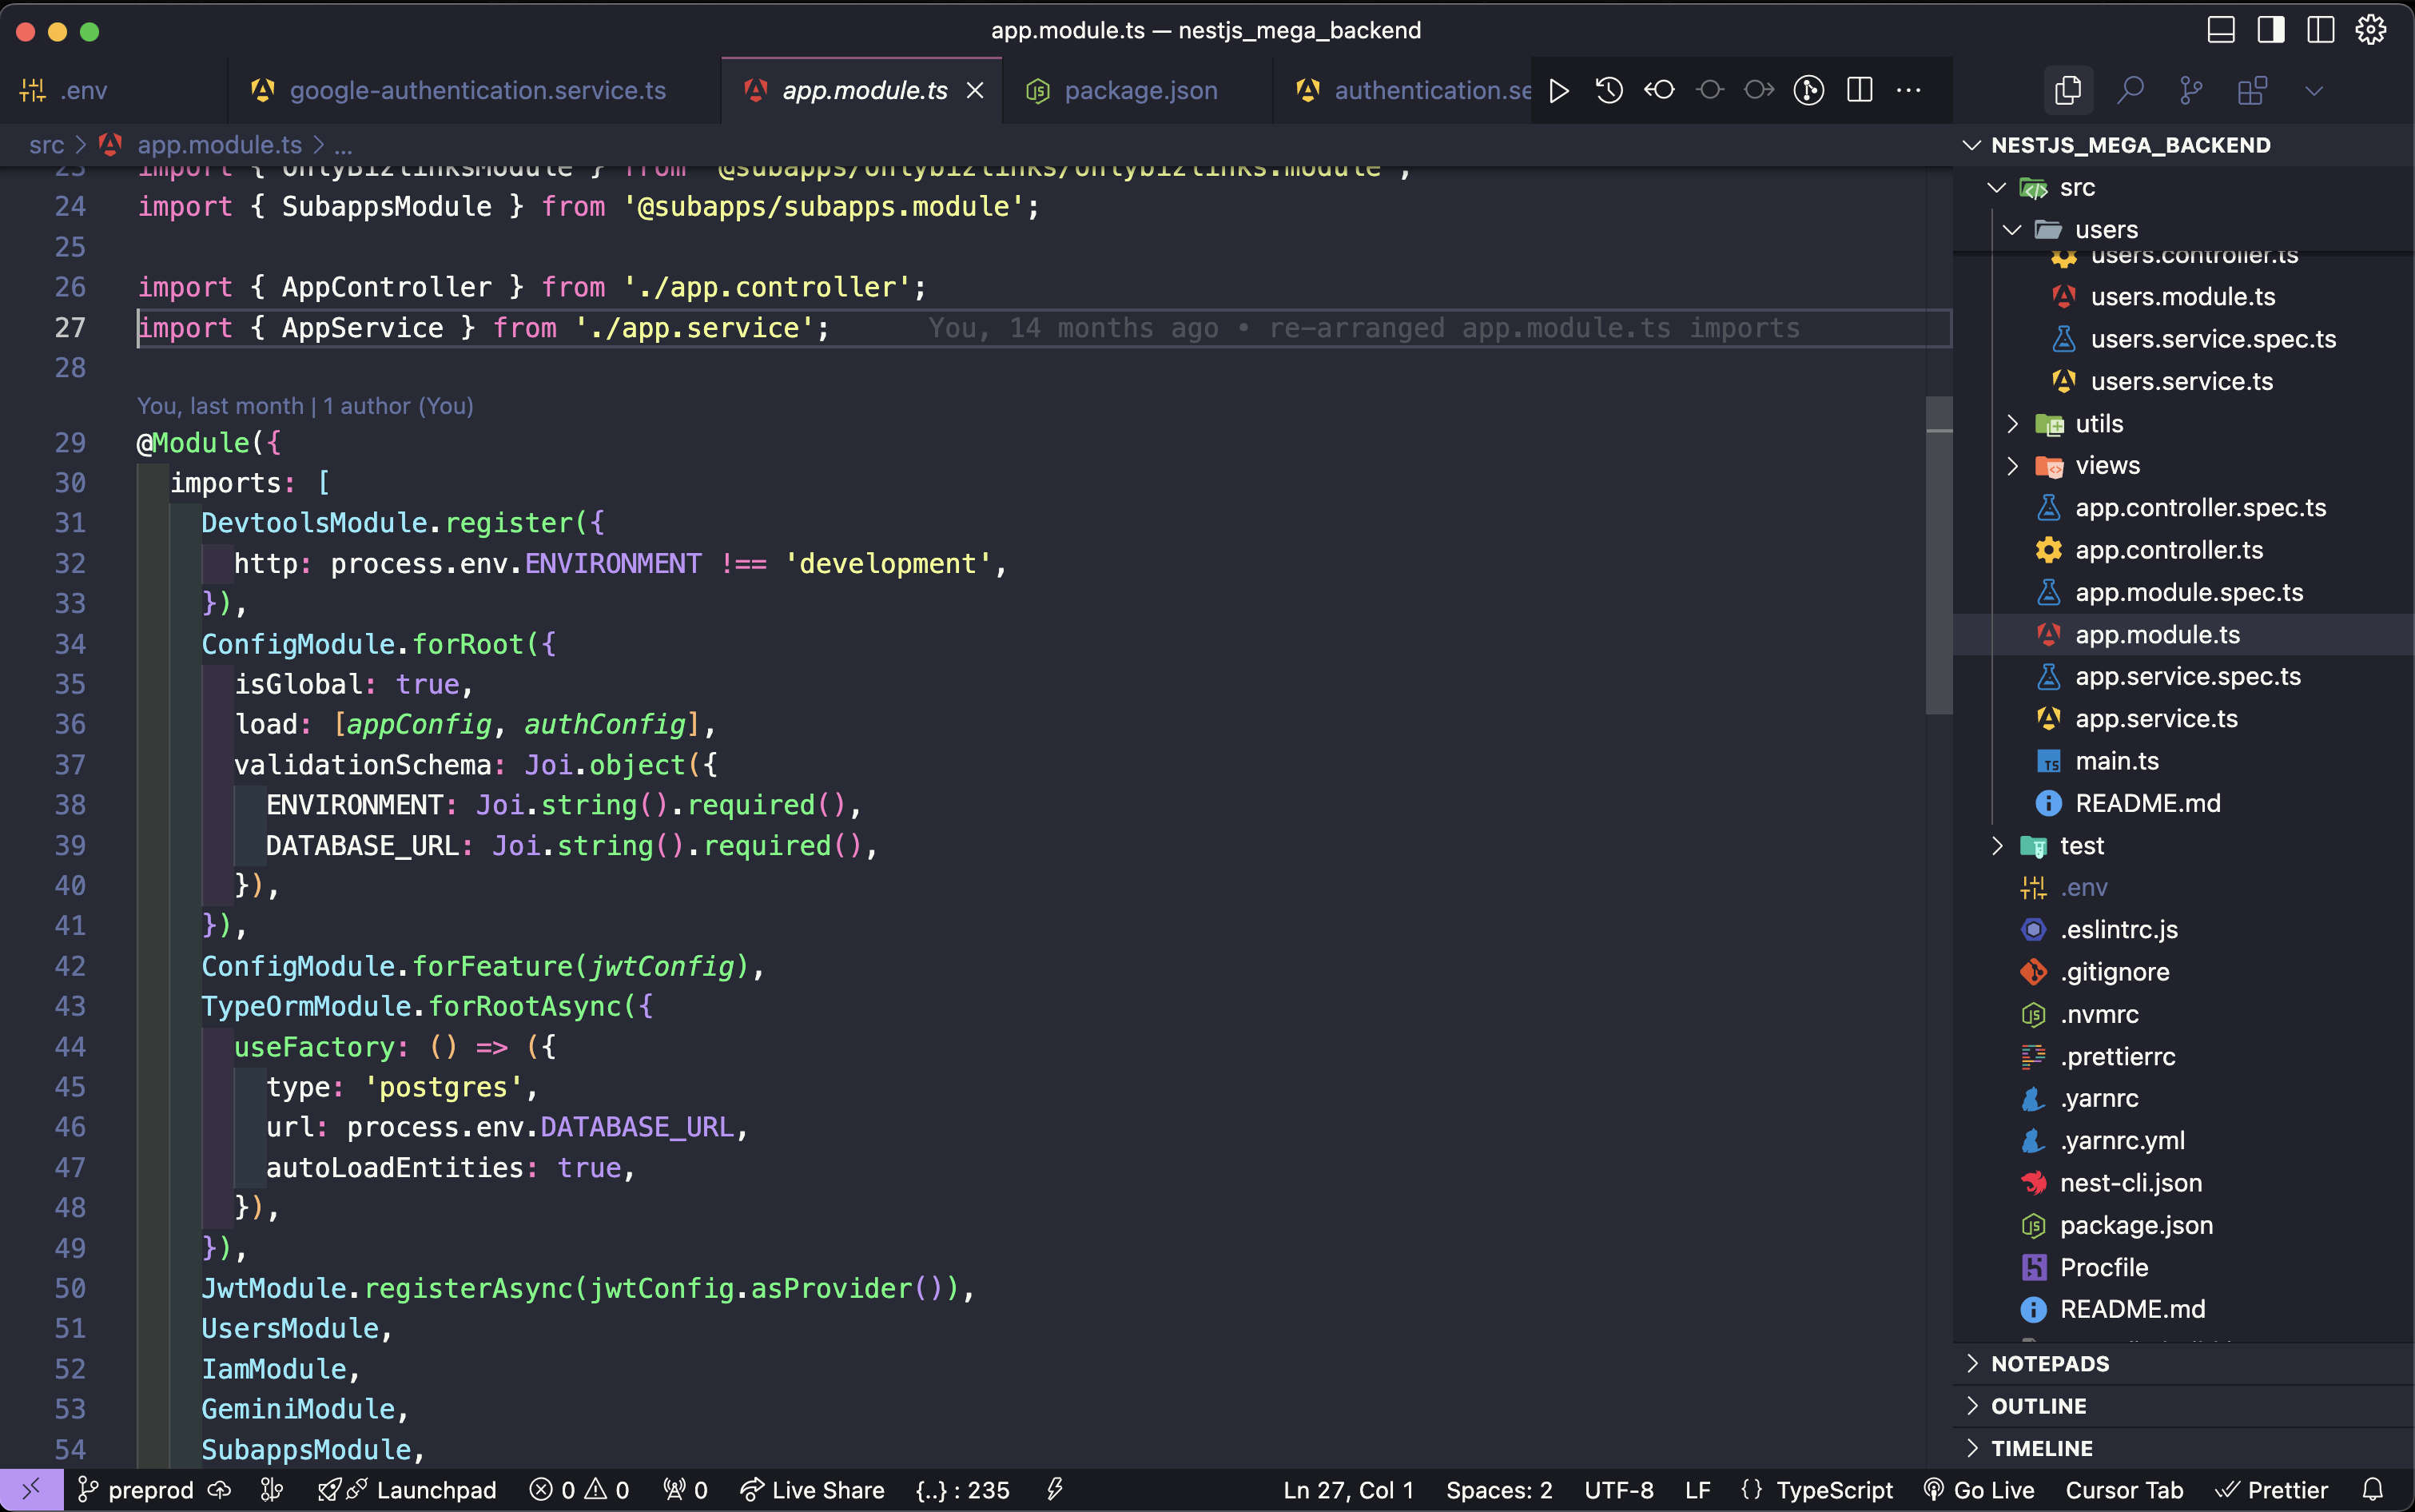 app.module.ts — nestjs_mega_backend
.env
google-authentication.service.ts
app.module.ts
package.json
authentication.se
src > app.module.ts > ...
23 import { OnlyBizlinksModule } from '@subapps/onlybizlinks/onlybizlinks.module';
24 import { SubappsModule } from '@subapps/subapps.module';
25
26 import { AppController } from './app.controller';
27 import { AppService } from './app.service'; You, 14 months ago • re-arranged app.module.ts imports
28
You, last month | 1 author (You)
29 @Module({
30 imports: [
31 DevtoolsModule.register({
32 http: process.env.ENVIRONMENT !== 'development',
33 }),
34 ConfigModule.forRoot({
35 isGlobal: true,
36 load: [appConfig, authConfig],
37 validationSchema: Joi.object({
38 ENVIRONMENT: Joi.string().required(),
39 DATABASE_URL: Joi.string().required(),
40 }),
41 }),
42 ConfigModule.forFeature(jwtConfig),
43 TypeOrmModule.forRootAsync({
44 useFactory: () => ({
45 type: 'postgres',
46 url: process.env.DATABASE_URL,
47 autoLoadEntities: true,
48 }),
49 }),
50 JwtModule.registerAsync(jwtConfig.asProvider()),
51 UsersModule,
52 IamModule,
53 GeminiModule,
54 SubappsModule,
NESTJS_MEGA_BACKEND
src
users
users.controller.ts
users.module.ts
users.service.spec.ts
users.service.ts
utils
views
app.controller.spec.ts
app.controller.ts
app.module.spec.ts
app.module.ts
app.service.spec.ts
app.service.ts
main.ts
README.md
test
.env
.eslintrc.js
.gitignore
.nvmrc
.prettierrc
.yarnrc
.yarnrc.yml
nest-cli.json
package.json
Procfile
README.md
NOTEPADS
OUTLINE
TIMELINE
preprod Launchpad 0 0 0 Live Share {..} : 235 Ln 27, Col 1 Spaces: 2 UTF-8 LF {} TypeScript Go Live Cursor Tab Prettier